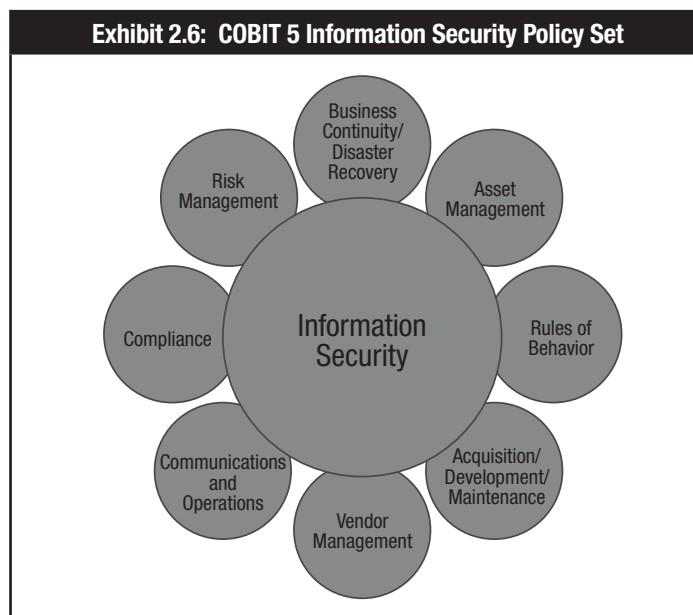 Exhibit 2.6: COBIT 5 Information Security Policy Set
Business
Continuity/
Disaster
Recovery
Risk
Management
Asset
Management
Compliance
Information
Security
Rules of
Behavior
Communications
and
Operations
Acquisition/
Development/
Maintenance
Vendor
Management